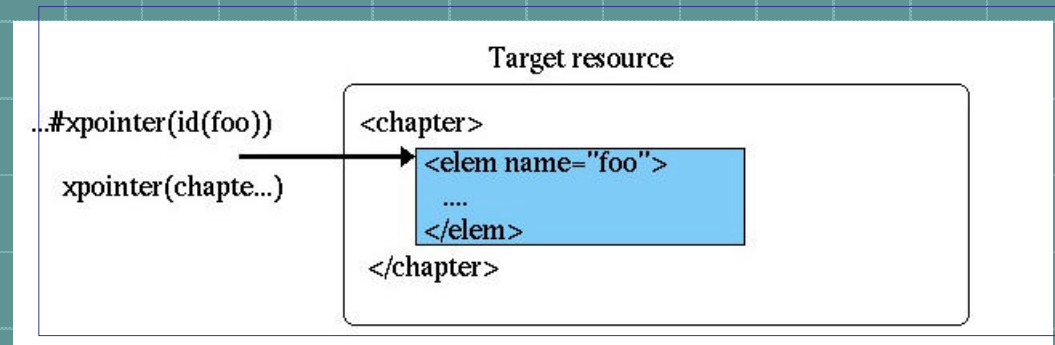 Target resource
...#xpointer(id(foo))
xpointer(chapte...)
<chapter>
<elem name="foo">
....
</elem>
</chapter>